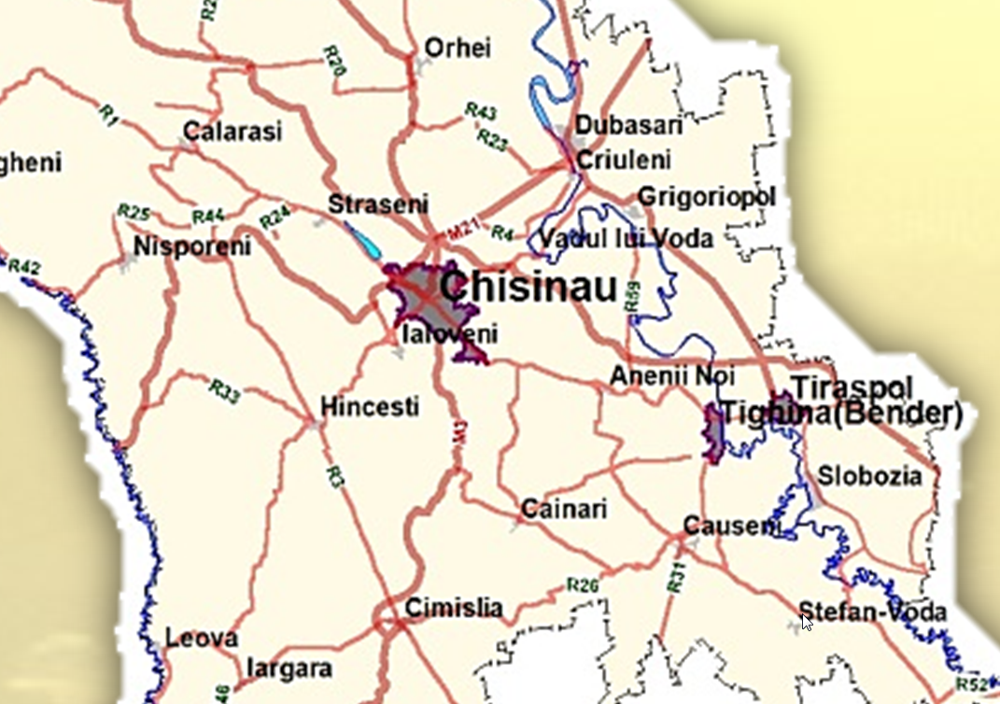 R2
Orhei
R20
R43
R1
Dubasari
Calarasi
R23
gheni
Criuleni
Grigoriopol
Straseni
R25
R44
R24
M21
R4
Vadul lui Voda
Nisporeni
R42
Chisinau
R59
Ialoveni
Anenii Noi
R33
Tiraspol
Hincesti
Tighina(Bender)
M3
R3
Slobozia
Cainari
Causeni
R31
R26
Cimislia
Stefan-Voda
Leova
Iargara
R52
46